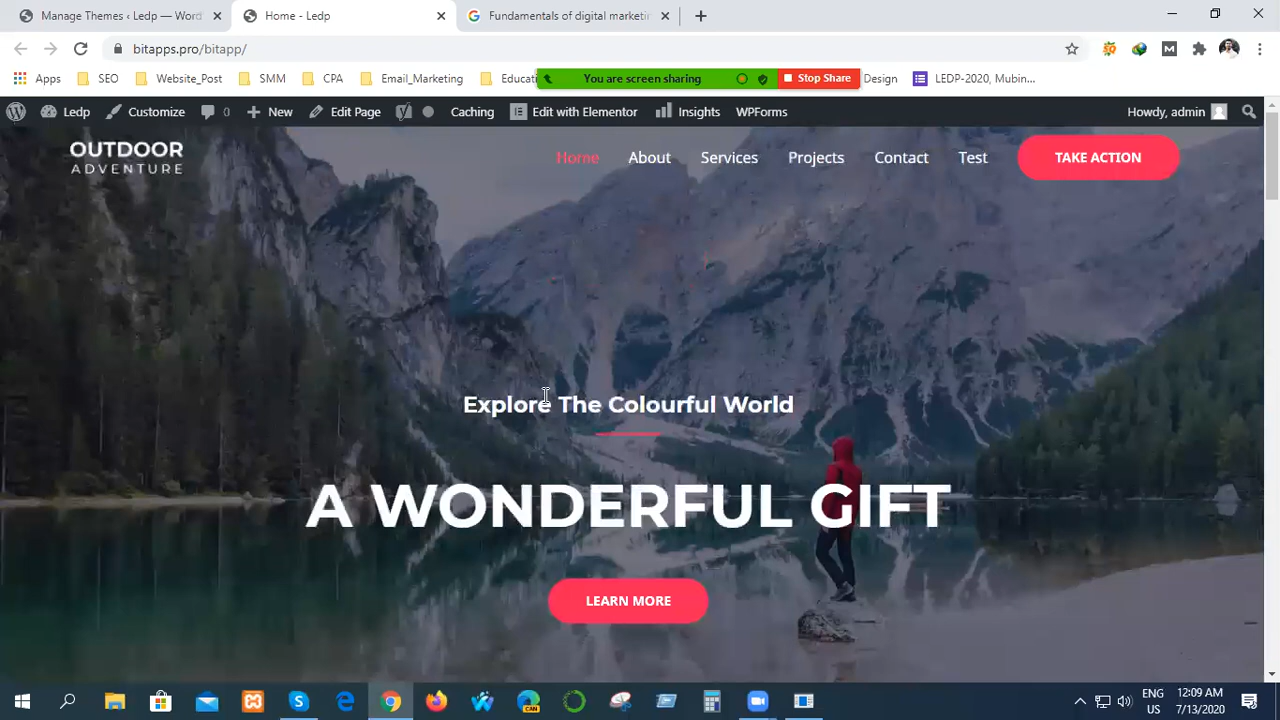 Manage Themes ‹ Ledp — Word
Home - Ledp
Fundamentals of digital marketin
bitapps.pro/bitapp/
Apps SEO Website_Post SMM CPA Email_Marketing Educati
You are screen sharing
Stop Share
Design LEDP-2020, Mubin...
Ledp Customize 0 New Edit Page Caching Edit with Elementor Insights WPForms Howdy, admin
OUTDOOR
ADVENTURE
Home About Services Projects Contact Test TAKE ACTION
Explore The Colourful World
A WONDERFUL GIFT
LEARN MORE
CAN
ENG
US
12:09 AM
7/13/2020